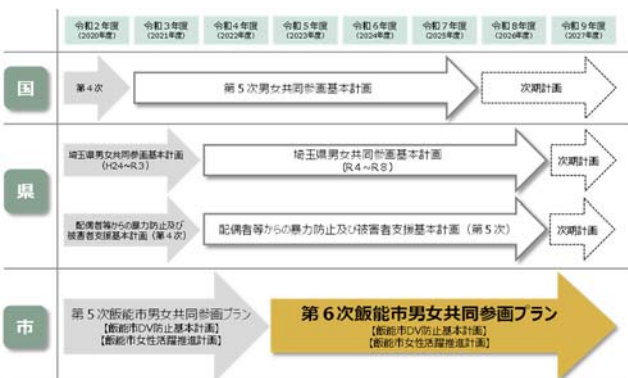 令和2年度 令和3年度 令和4年度 令和5年度 令和6年度 令和7年度 令和8年度 令和9年度
(2020年度) (2021年度) (2022年度) (2023年度) (2024年度) (2025年度) (2026年度) (2027年度)
国
第4次
第5次男女共同参画基本計画
次期計画
県
埼玉県男女共同参画基本計画
(H24~R3)
埼玉県男女共同参画基本計画
(R4~R8)
次期計画
配偶者等からの暴力防止及び
被害者支援基本計画(第4次)
配偶者等からの暴力防止及び被害者支援基本計画(第5次)
次期計画
市
第5次飯能市男女共同参画プラン
【飯能市DV防止基本計画】
【飯能市女性活躍推進計画】
第6次飯能市男女共同参画プラン
【飯能市DV防止基本計画】
【飯能市女性活躍推進計画】